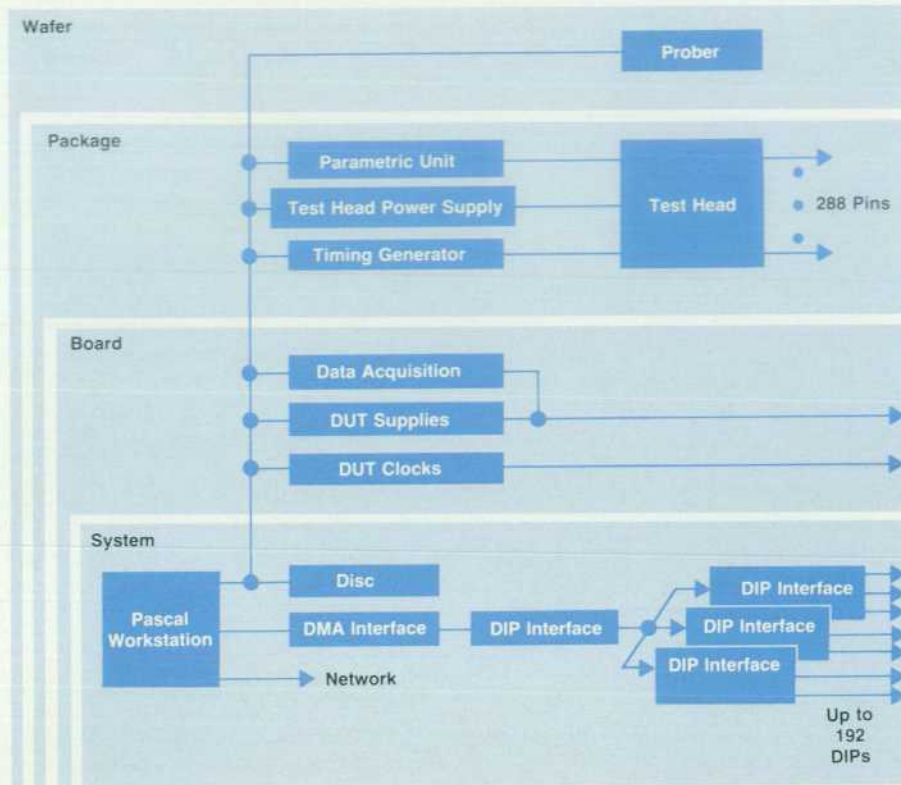 Wafer
Prober
Package
Parametric Unit
Test Head Power Supply
Timing Generator
Test Head
288 Pins
Board
Data Acquisition
DUT Supplies
DUT Clocks
System
Pascal
Workstation
Disc
DMA Interface
Network
DIP Interface
DIP Interface
DIP Interface
DIP Interface
Up to
192
DIPs